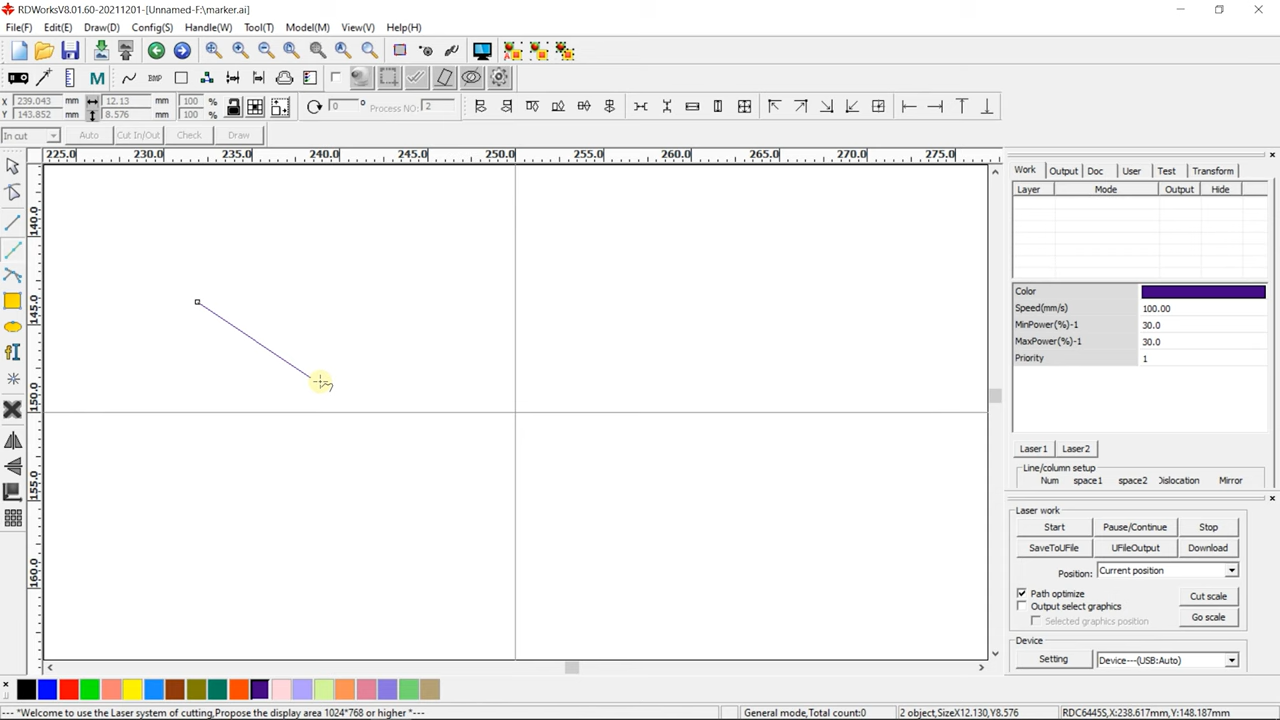 RDWorksV8.01.60-20211201-[Unnamed-F:\marker.ai]
File(F) Edit(E) Draw(D) Config(S) Handle(W) Tool(T) Model(M) View(V) Help(H)
BMP
X 239.043 mm 12.13 mm 100 % 0 ° Process NO: 2
Y 143.852 mm 8.576 mm 100 %
In cut Auto Cut In/Out Check Draw
225.0 230.0 235.0 240.0 245.0 250.0 255.0 260.0 265.0 270.0 275.0
140.0
145.0
150.0
155.0
160.0
Work Output Doc User Test Transform
Layer Mode Output Hide
Color
Speed(mm/s) 100.00
MinPower(%)-1 30.0
MaxPower(%)-1 30.0
Priority 1
Laser1 Laser2
Line/column setup
Num space1 space2 Dislocation Mirror
Laser work
Start Pause/Continue Stop
SaveToUFile UFileOutput Download
Position: Current position
Path optimize
Output select graphics
Cut scale
Selected graphics position
Go scale
Device
Setting Device---(USB:Auto)
--- *Welcome to use the Laser system of cutting,Propose the display area 1024*768 or higher *---
General mode,Total count:0 2 object,SizeX12.130,Y8.576 RDC6445S,X:238.617mm,Y:148.187mm